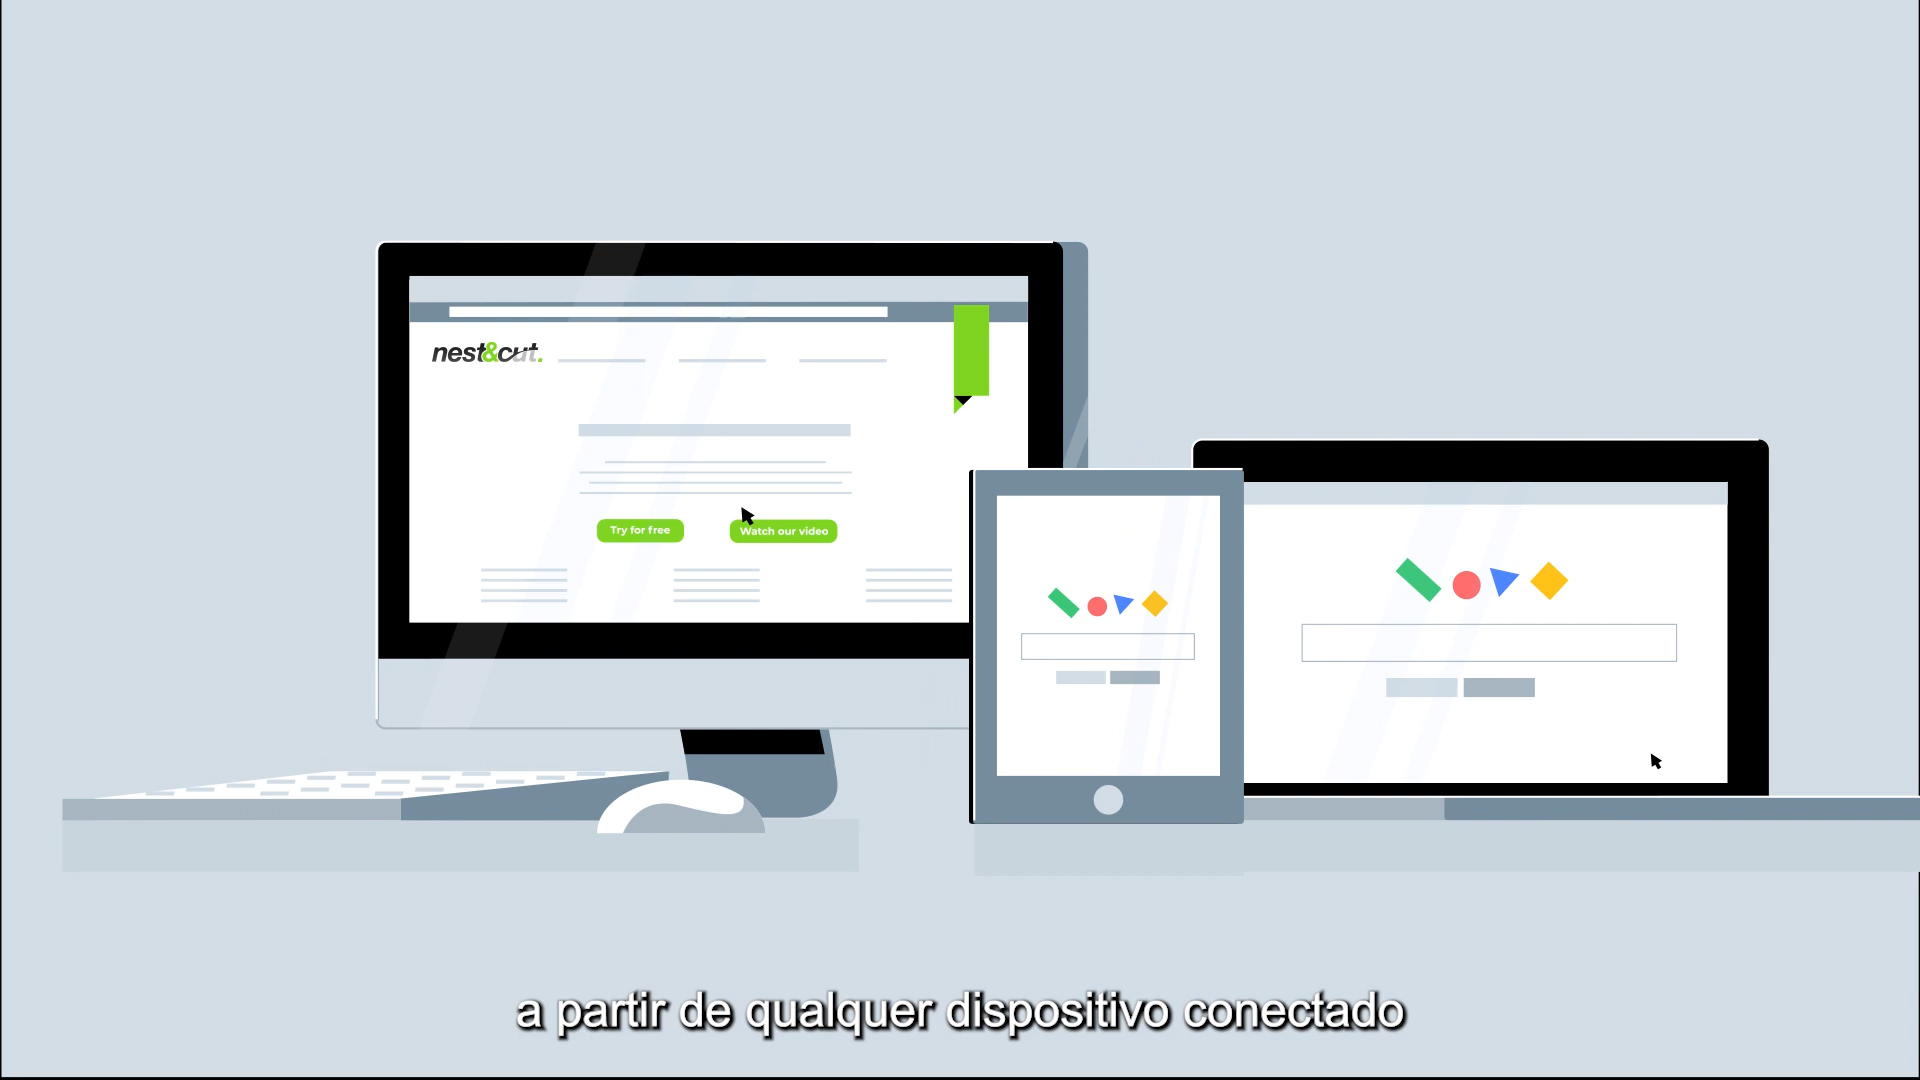 nest&cut.
Try for free
Watch our video
a partir de qualquer dispositivo conectado